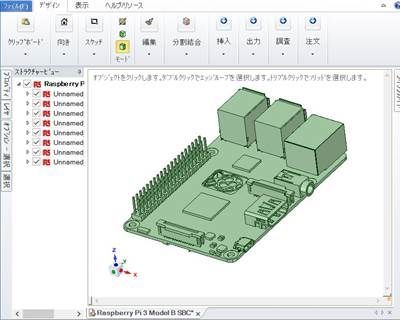 ファイル(F) デザイン 表示 ヘルプ/リソース
クリップボード 向き スケッチ モード 編集 分割結合 挿入 出力 調査 注文
ストラクチャービュー
オブジェクトをクリックします。ダブルクリックでエッジループを選択します。トリプルクリックでソリッドを選択します。
Raspberry Pi
Unnamed
Unnamed
Unnamed
Unnamed
Unnamed
Unnamed
プロパティ
レイヤ
オプション - 選択
選択
Z
X
Raspberry Pi 3 Model B SBC*